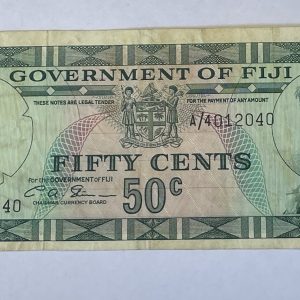 GOVERNMENT OF FIJI
THESE NOTES ARE LEGAL TENDER FOR THE PAYMENT OF ANY AMOUNT
A/4012040
FIFTY CENTS
For the GOVERNMENT OF FIJI
50c
40
CHAIRMAN CURRENCY BOARD